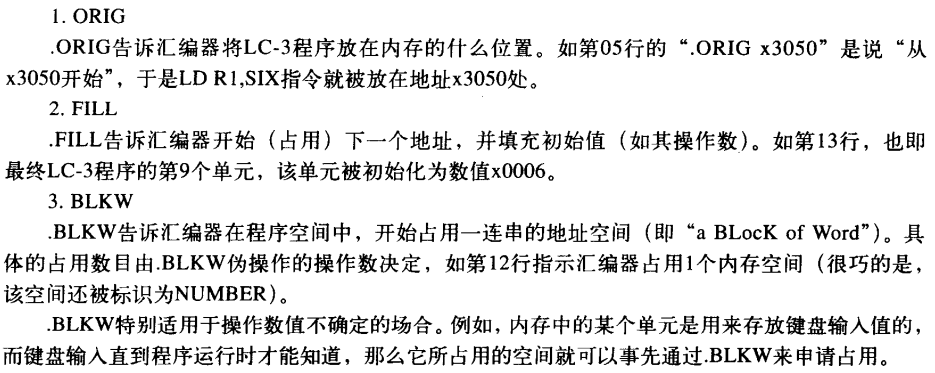 1. ORIG
.ORIG告诉汇编器将LC-3程序放在内存的什么位置。如第05行的“.ORIG x3050”是说“从
x3050开始”，于是LD R1,SIX指令就被放在地址x3050处。
2. FILL
.FILL告诉汇编器开始（占用）下一个地址，并填充初始值（如其操作数）。如第13行，也即
最终LC-3程序的第9个单元，该单元被初始化为数值x0006。
3. BLKW
.BLKW告诉汇编器在程序空间中，开始占用一连串的地址空间（即“a BLocK of Word”）。具
体的占用数目由.BLKW伪操作的操作数决定，如第12行指示汇编器占用1个内存空间（很巧的是，
该空间还被标识为NUMBER）。
.BLKW特别适用于操作数值不确定的场合。例如，内存中的某个单元是用来存放键盘输入值的，
而键盘输入直到程序运行时才能知道，那么它所占用的空间就可以事先通过.BLKW来申请占用。